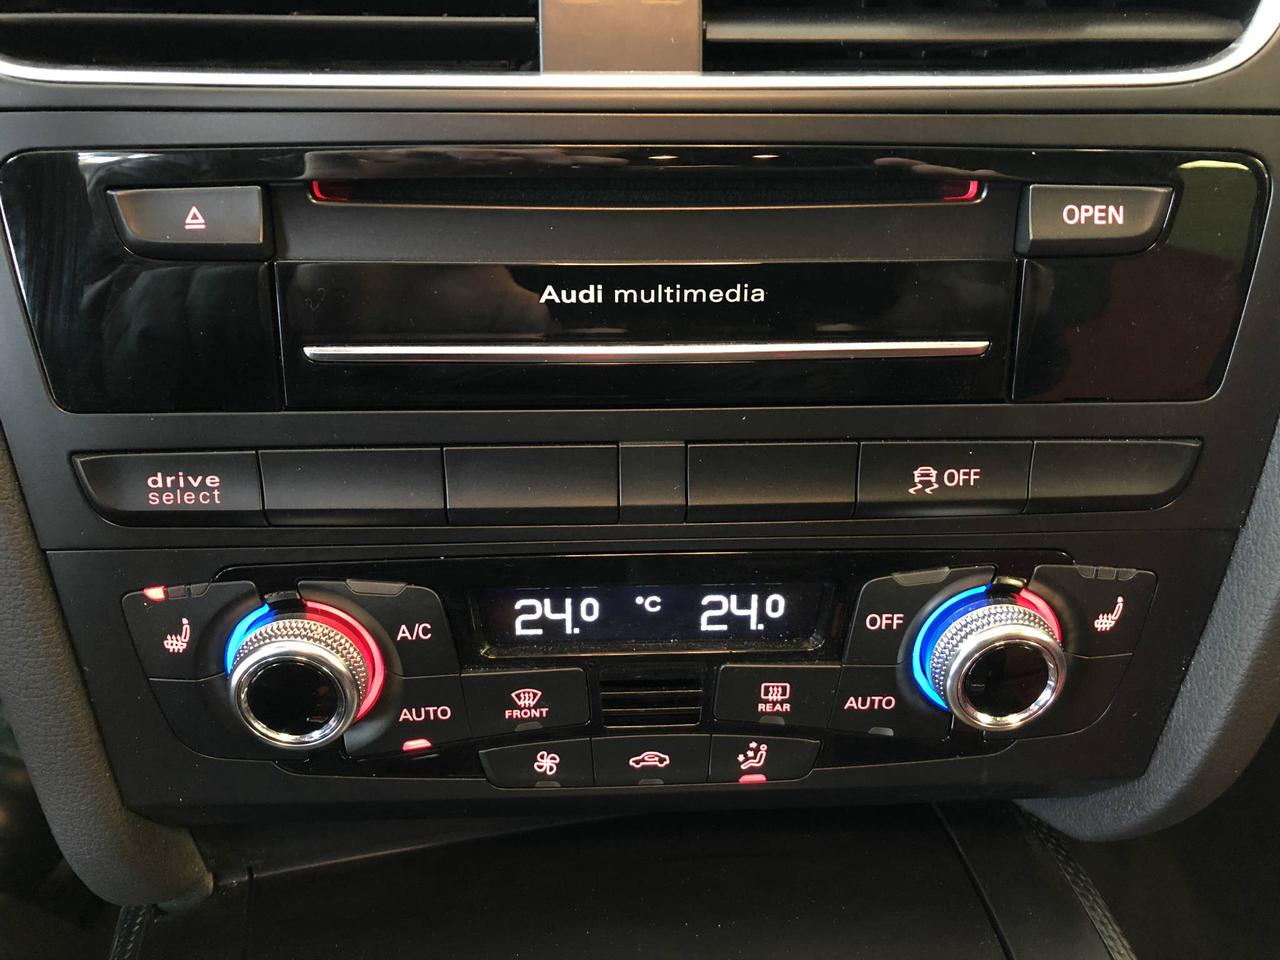 OPEN
Audi multimedia
drive
select
OFF
24.0 °C 24.0
A/C
OFF
AUTO
FRONT
REAR
AUTO